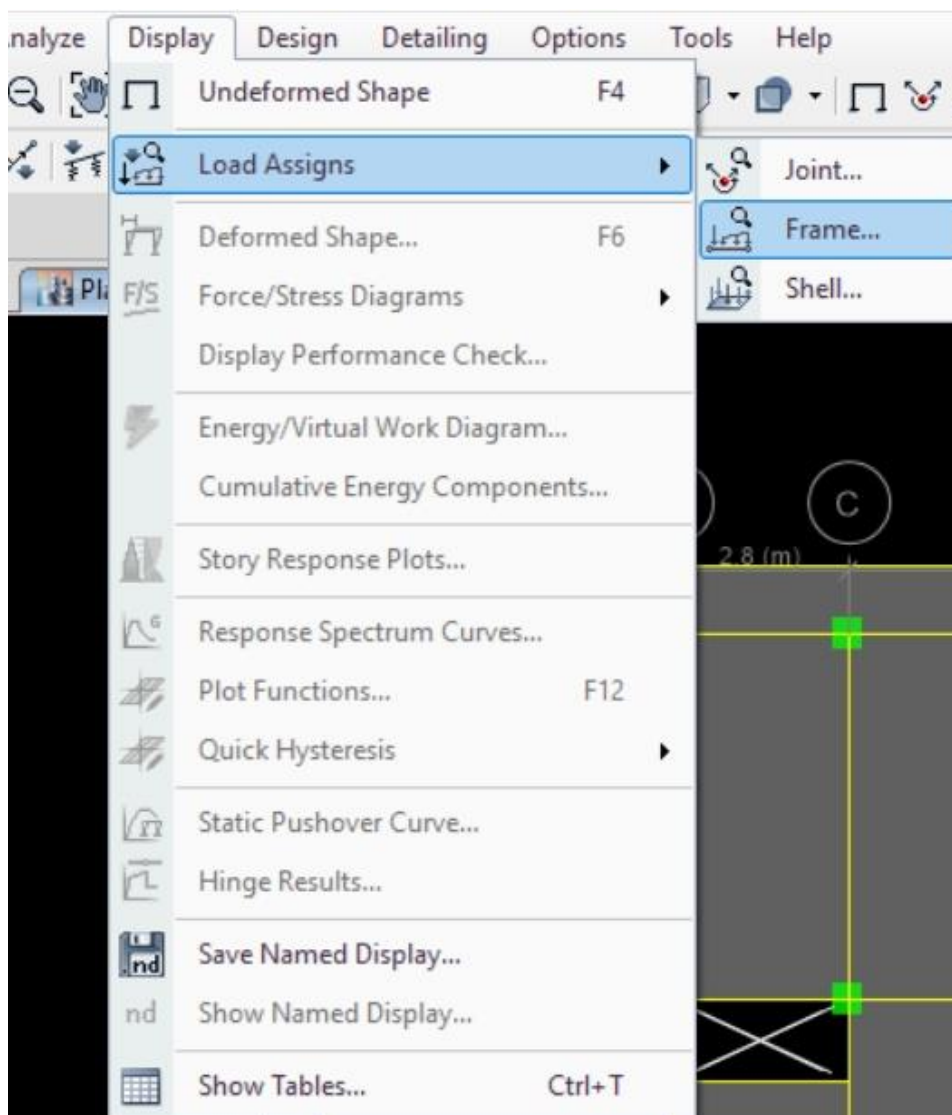 nalyze Display Design Detailing Options Tools Help
Undeformed Shape F4
Load Assigns
Joint...
Deformed Shape... F6
Frame...
Pla
F/S Force/Stress Diagrams
Shell...
Display Performance Check...
Energy/Virtual Work Diagram...
Cumulative Energy Components...
C
Story Response Plots...
2.8 (m)
Response Spectrum Curves...
Plot Functions... F12
Quick Hysteresis
Static Pushover Curve...
Hinge Results...
.nd Save Named Display...
nd Show Named Display...
Show Tables... Ctrl+T